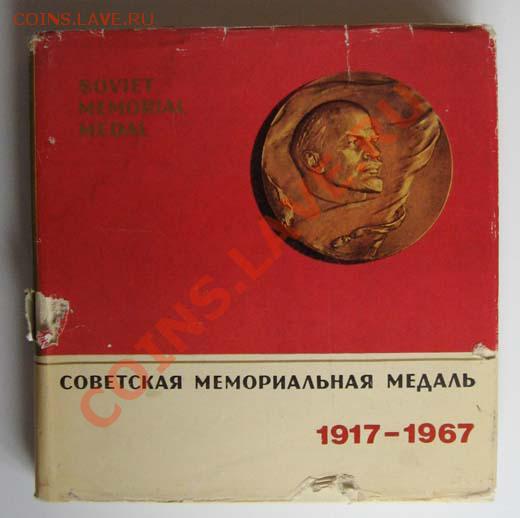 COINS.LAVE.RU
SOVIET
MEMORIAL
MEDAL
COINS.LAVE.RU
СОВЕТСКАЯ МЕМОРИАЛЬНАЯ МЕДАЛЬ
1917-1967